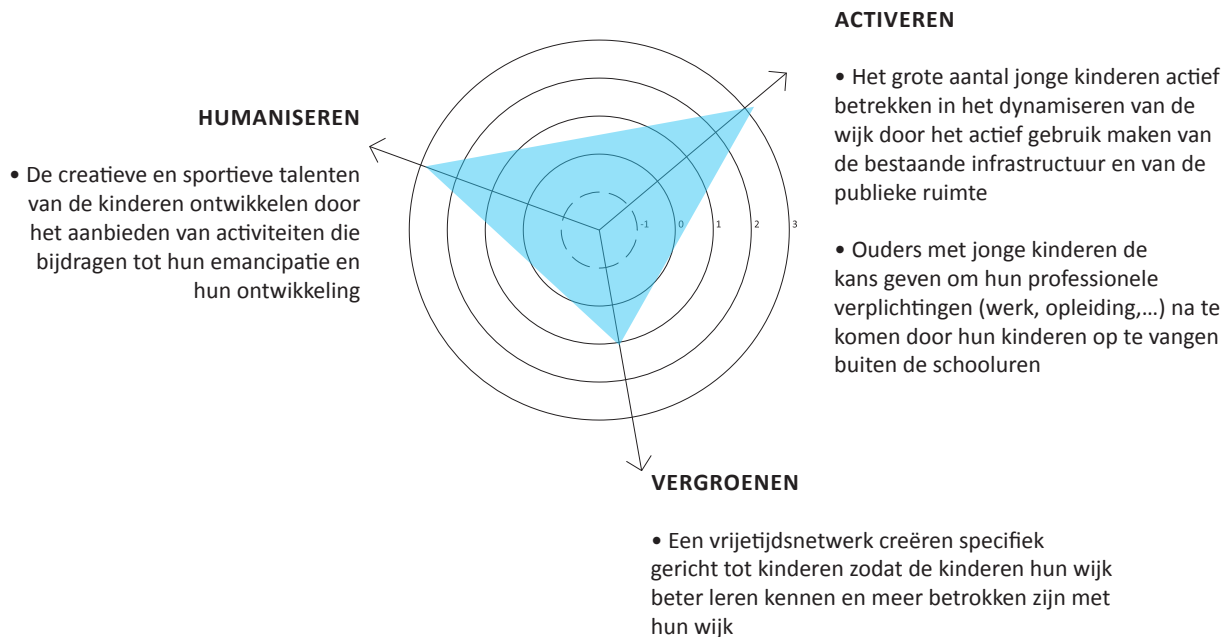 ACTIVEREN
• Het grote aantal jonge kinderen actief
betrekken in het dynamiseren van de
wijk door het actief gebruik maken van
de bestaande infrastructuur en van de
publieke ruimte
• Ouders met jonge kinderen de
kans geven om hun professionele
verplichtingen (werk, opleiding,...) na te
komen door hun kinderen op te vangen
buiten de schooluren
HUMANISEREN
• De creatieve en sportieve talenten
van de kinderen ontwikkelen door
het aanbieden van activiteiten die
bijdragen tot hun emancipatie en
hun ontwikkeling
-1 0 1 2 3
VERGROENEN
• Een vrijetijdsnetwerk creëren specifiek
gericht tot kinderen zodat de kinderen hun wijk
beter leren kennen en meer betrokken zijn met
hun wijk